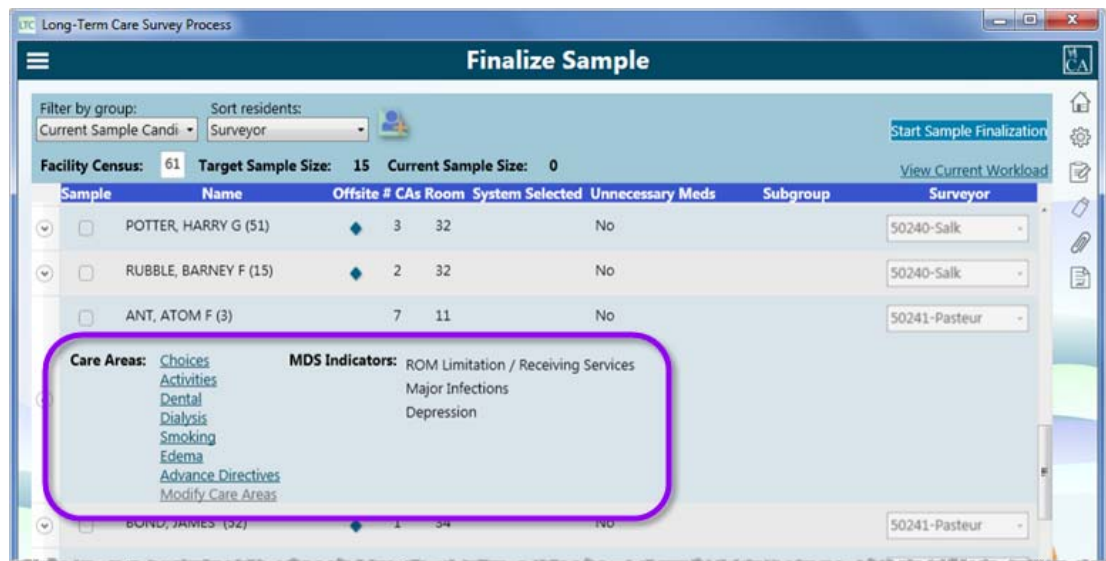 LTC Long-Term Care Survey Process
Finalize Sample
Filter by group: Sort residents:
Current Sample Candi Surveyor
Start Sample Finalization
Facility Census: 61 Target Sample Size: 15 Current Sample Size: 0 View Current Workload
Sample Name Offsite # CAs Room System Selected Unnecessary Meds Subgroup Surveyor
POTTER, HARRY G (51) 3 32 No 50240-Salk
RUBBLE, BARNEY F (15) 2 32 No 50240-Salk
ANT, ATOM F (3) 7 11 No 50241-Pasteur
Care Areas: Choices MDS Indicators: ROM Limitation / Receiving Services
Activities Major Infections
Dental Depression
Dialysis
Smoking
Edema
Advance Directives
Modify Care Areas
BOND, JAMES (52) 1 34 No 50241-Pasteur